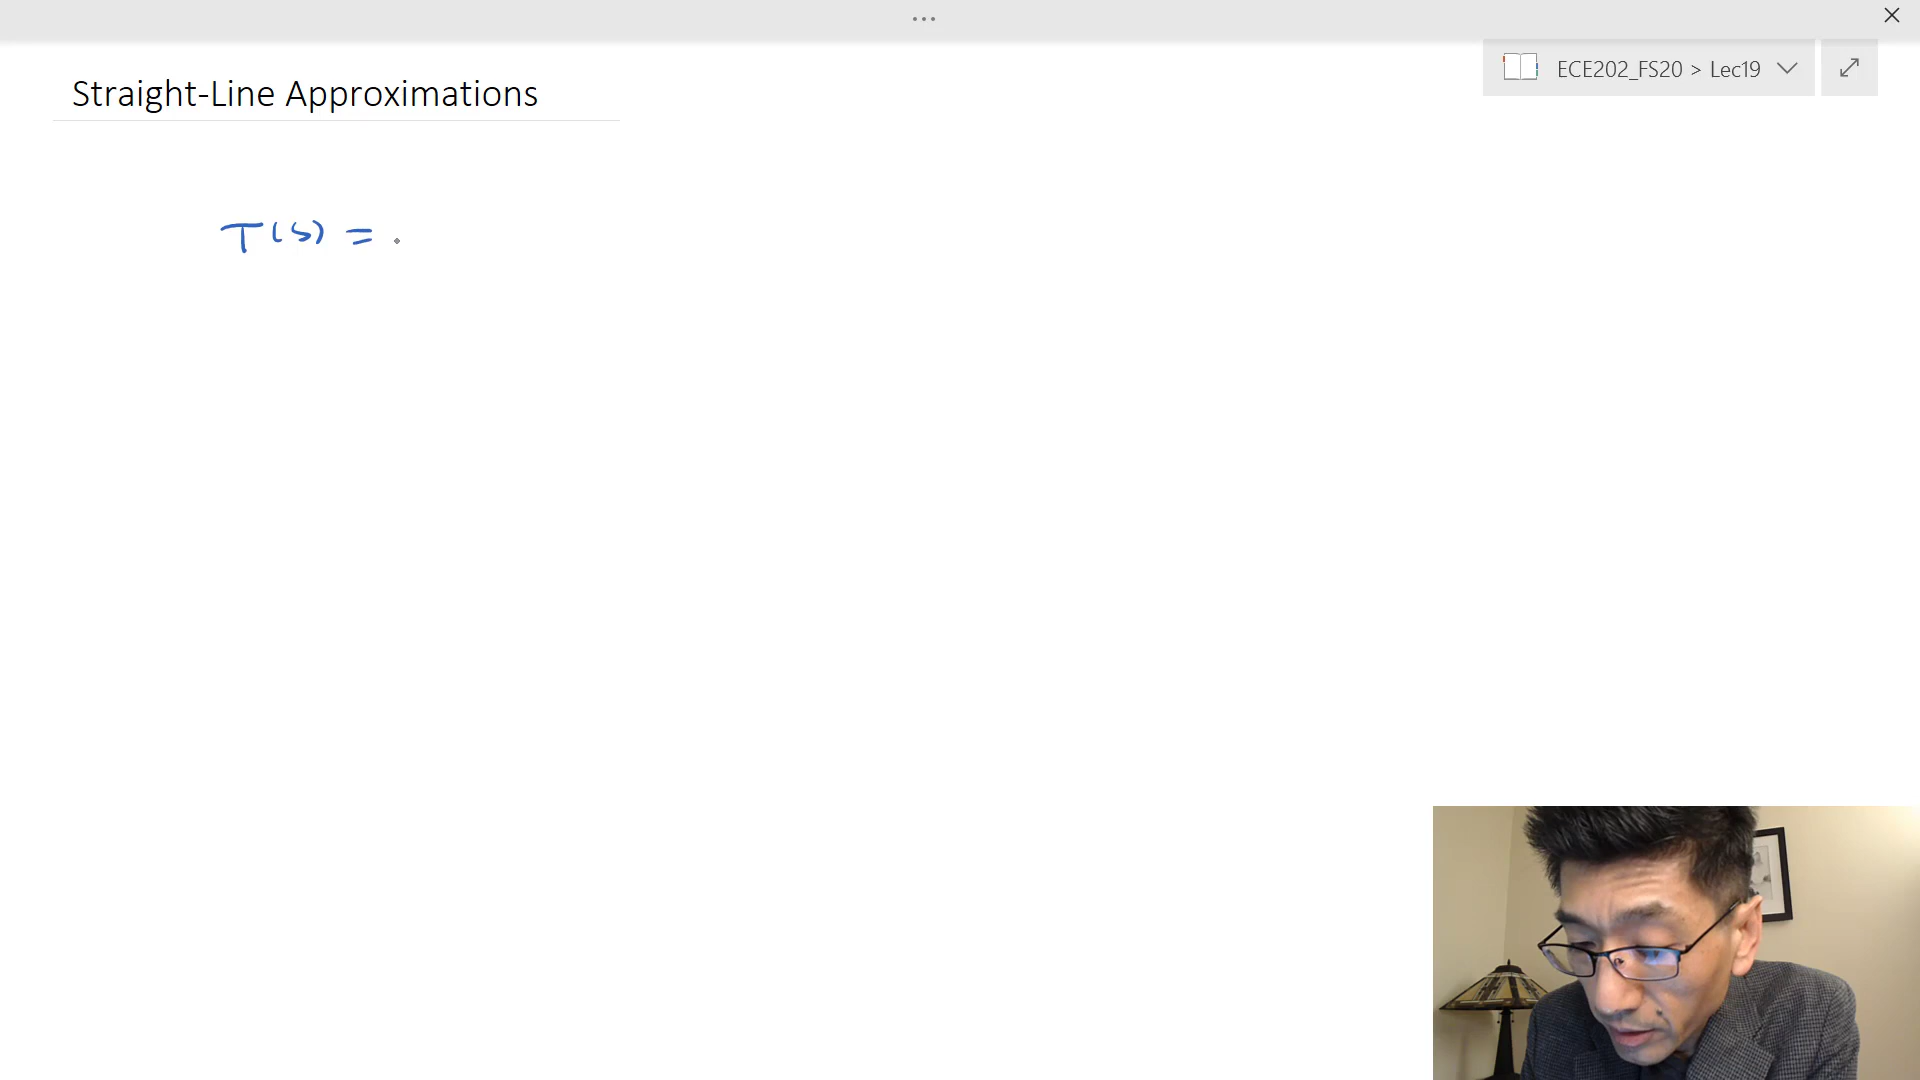 ECE202_FS20 > Lec19
Straight-Line Approximations
T(s) =